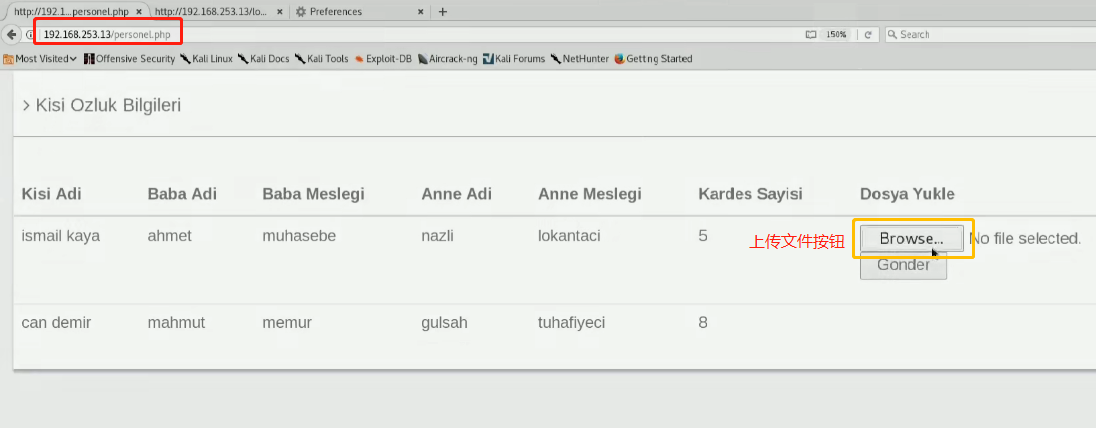 http://192.1...personel.php × http://192.168.253.13/lo... × Preferences × +
192.168.253.13/personel.php 150% Search
Most Visited Offensive Security Kali Linux Kali Docs Kali Tools Exploit-DB Aircrack-ng Kali Forums NetHunter Getting Started
> Kisi Ozluk Bilgileri
Kisi Adi Baba Adi Baba Meslegi Anne Adi Anne Meslegi Kardes Sayisi Dosya Yukle
ismail kaya ahmet muhasebe nazli lokantaci 5 上传文件按钮 Browse... No file selected.
Gonder
can demir mahmut memur gulsah tuhafiyeci 8